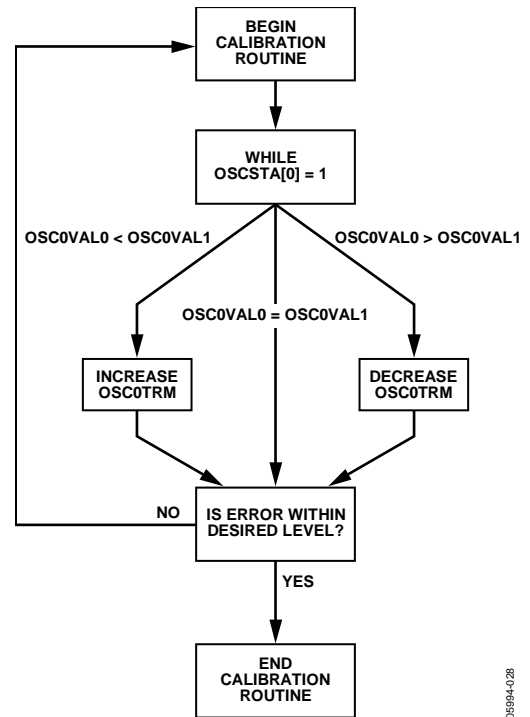 BEGIN
CALIBRATION
ROUTINE
WHILE
OSCSTA[0] = 1
OSC0VAL0 < OSC0VAL1
OSC0VAL0 > OSC0VAL1
OSC0VAL0 = OSC0VAL1
INCREASE
OSC0TRM
DECREASE
OSC0TRM
NO
IS ERROR WITHIN
DESIRED LEVEL?
YES
END
CALIBRATION
ROUTINE
05994-028